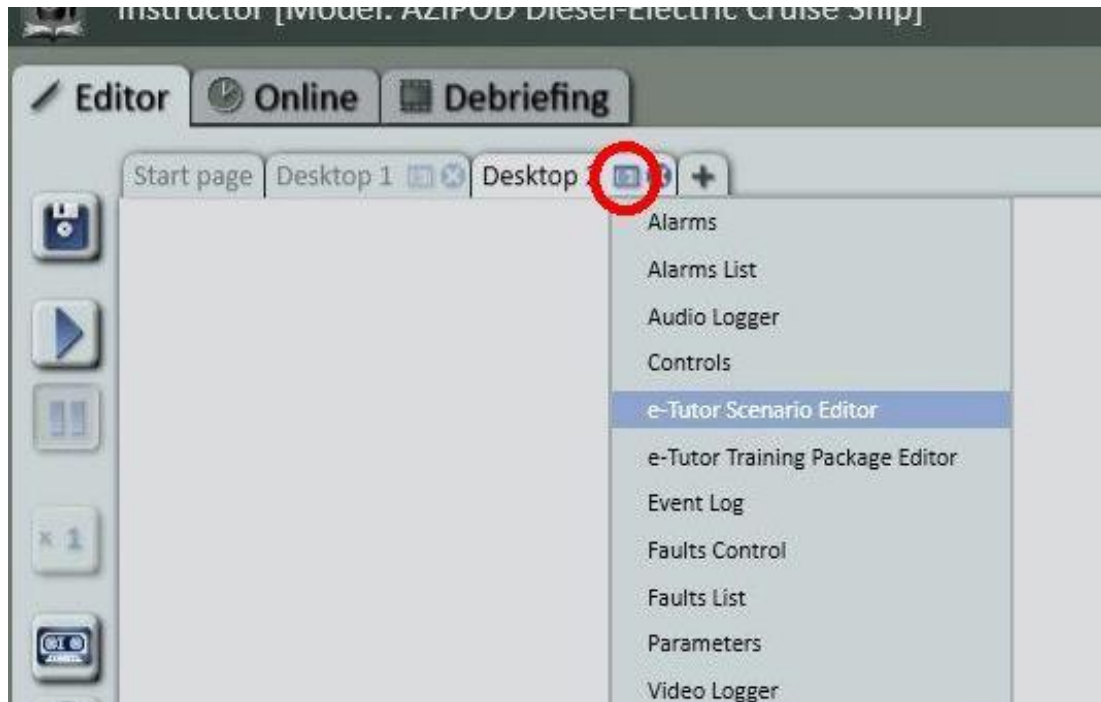 Instructor [Model: AZIPOD Diesel-Electric Cruise Ship]
Editor Online Debriefing
Start page Desktop 1 Desktop
Alarms
Alarms List
Audio Logger
Controls
e-Tutor Scenario Editor
e-Tutor Training Package Editor
Event Log
Faults Control
× 1
Faults List
Parameters
Video Logger